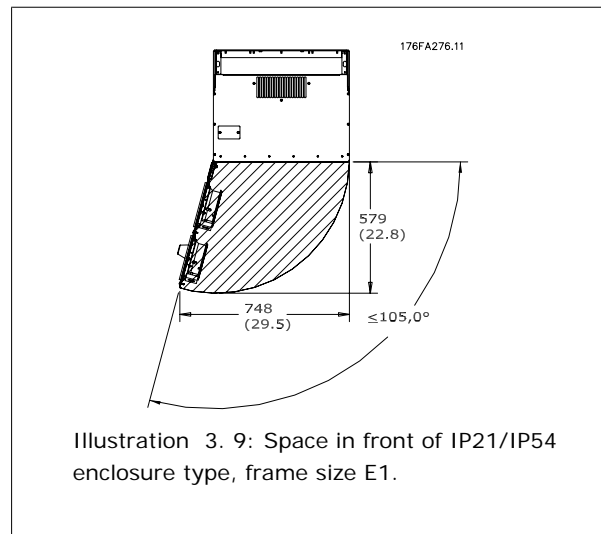 176FA276.11
579
(22.8)
748
(29.5)
≤105,0°
Illustration 3. 9: Space in front of IP21/IP54
enclosure type, frame size E1.